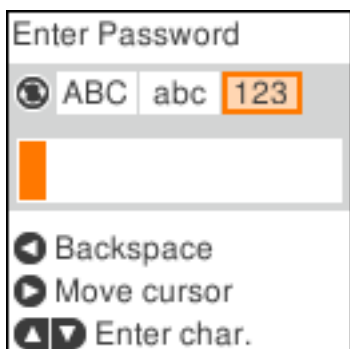 Enter Password
ABC abc 123
Backspace
Move cursor
Enter char.